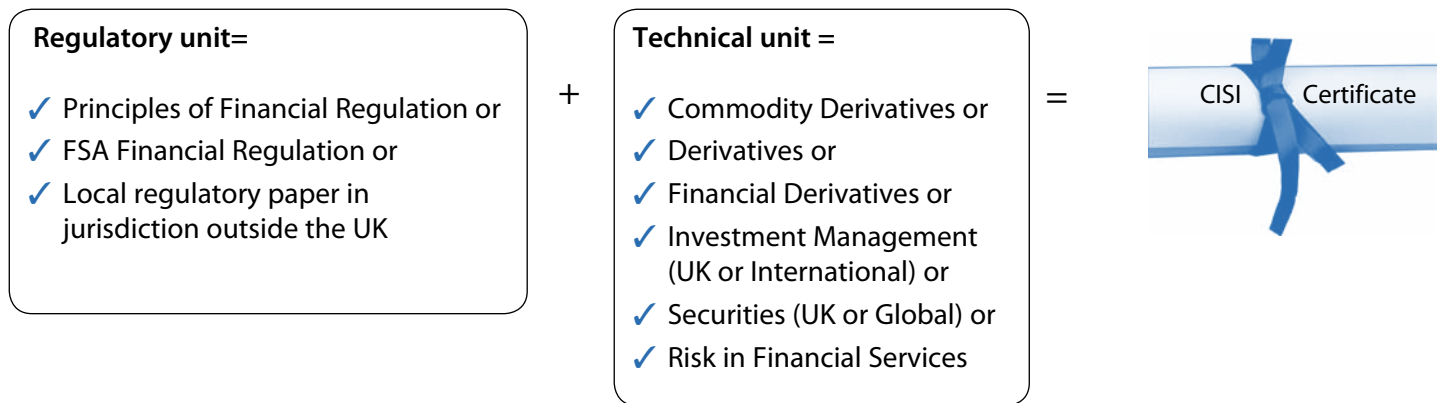 Regulatory unit=
✓ Principles of Financial Regulation or
✓ FSA Financial Regulation or
✓ Local regulatory paper in
jurisdiction outside the UK
+
Technical unit =
✓ Commodity Derivatives or
✓ Derivatives or
✓ Financial Derivatives or
✓ Investment Management
(UK or International) or
✓ Securities (UK or Global) or
✓ Risk in Financial Services
=
CISI Certificate